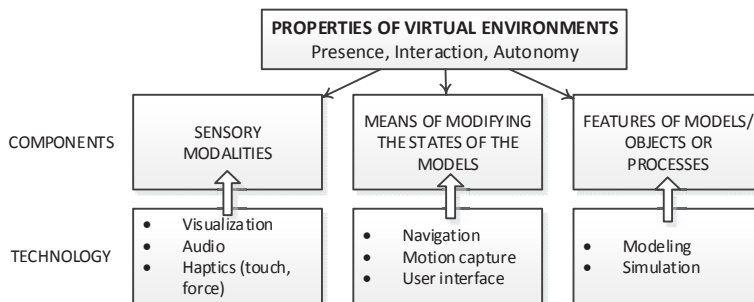 PROPERTIES OF VIRTUAL ENVIRONMENTS
Presence, Interaction, Autonomy
COMPONENTS
SENSORY
MODALITIES
MEANS OF MODIFYING
THE STATES OF THE
MODELS
FEATURES OF MODELS/
OBJECTS OR
PROCESSES
TECHNOLOGY
• Visualization
• Audio
• Haptics (touch,
force)
• Navigation
• Motion capture
• User interface
• Modeling
• Simulation